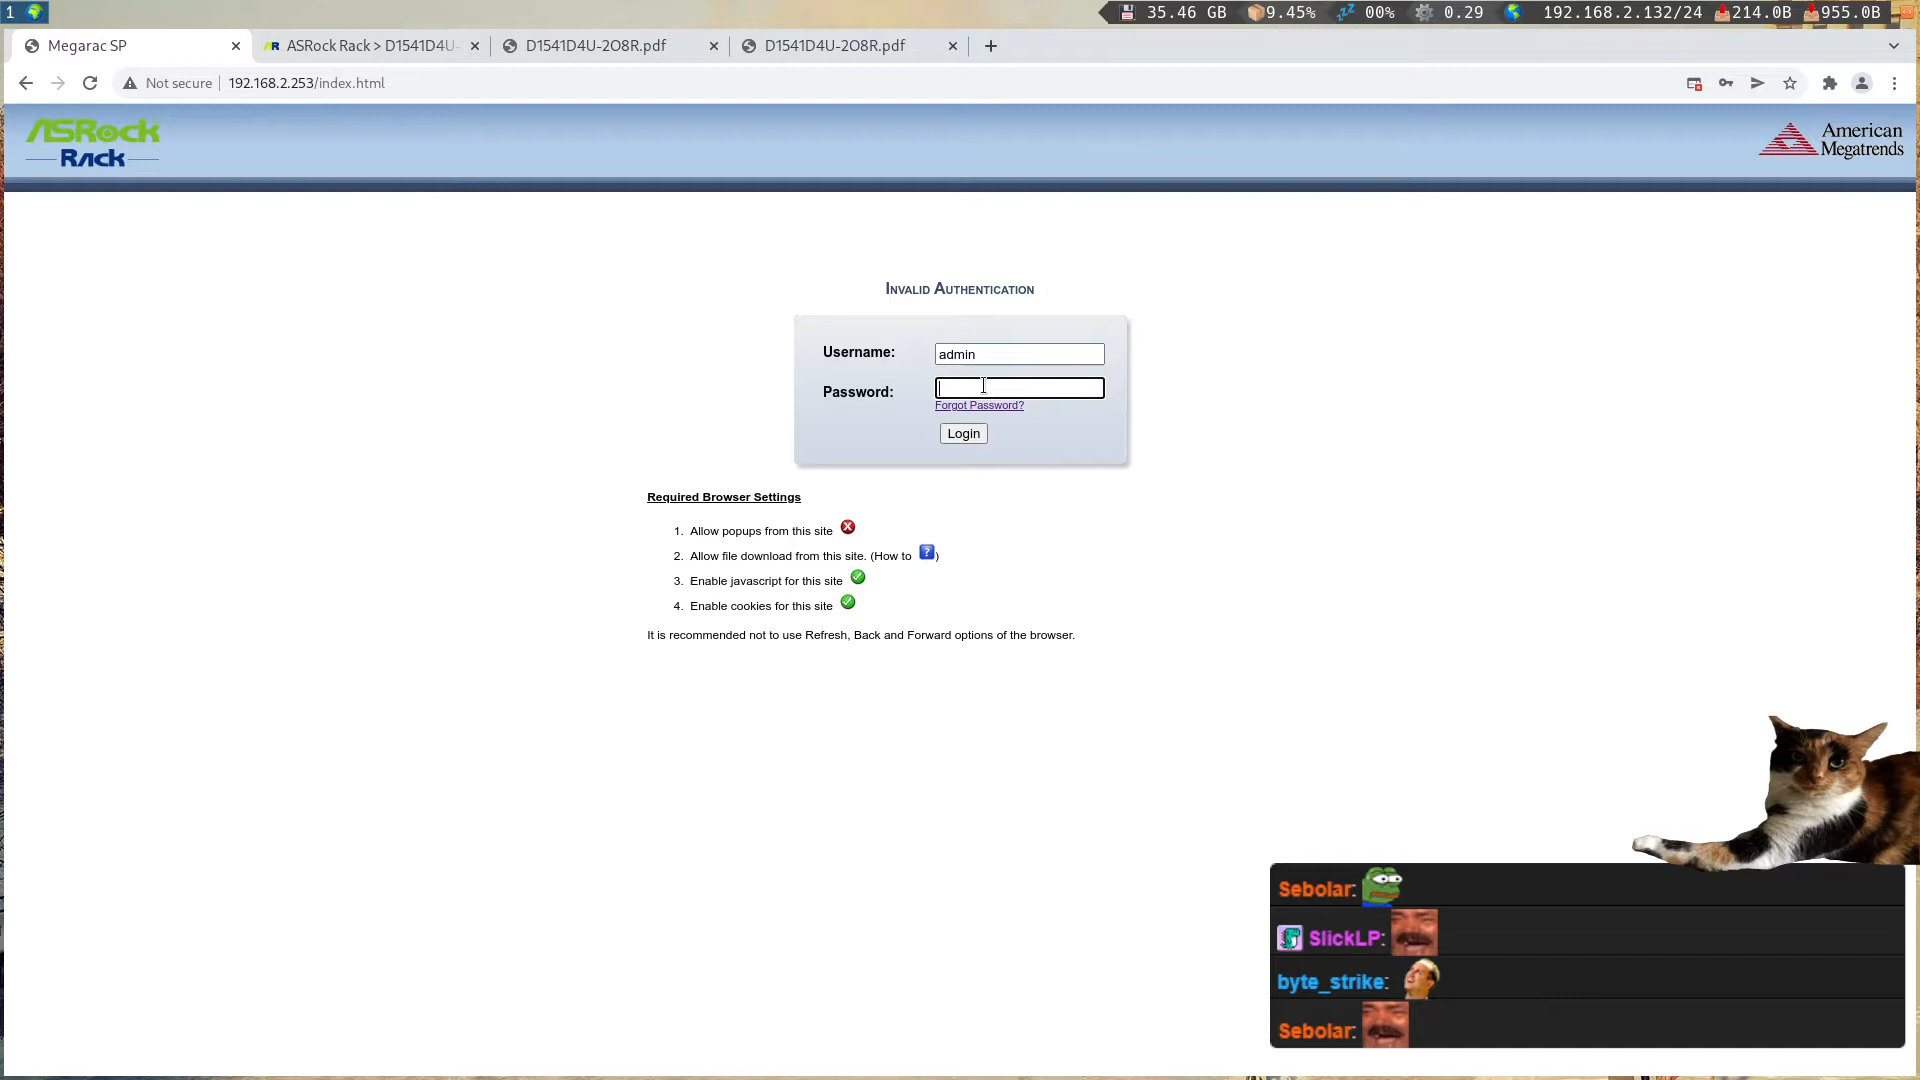 1
35.46 GB
9.45%
00%
0.29
192.168.2.132/24
214.0B
955.0B
Megarac SP
ASRock Rack > D1541D4U-
D1541D4U-2O8R.pdf
D1541D4U-2O8R.pdf
Not secure
192.168.2.253/index.html
ASRock
Rack
American
Megatrends
Invalid Authentication
Username:
admin
Password:
Forgot Password?
Login
Required Browser Settings
1. Allow popups from this site
2. Allow file download from this site. (How to ? )
3. Enable javascript for this site
4. Enable cookies for this site
It is recommended not to use Refresh, Back and Forward options of the browser.
Sebolar:
SlickLP:
byte_strike:
Sebolar: